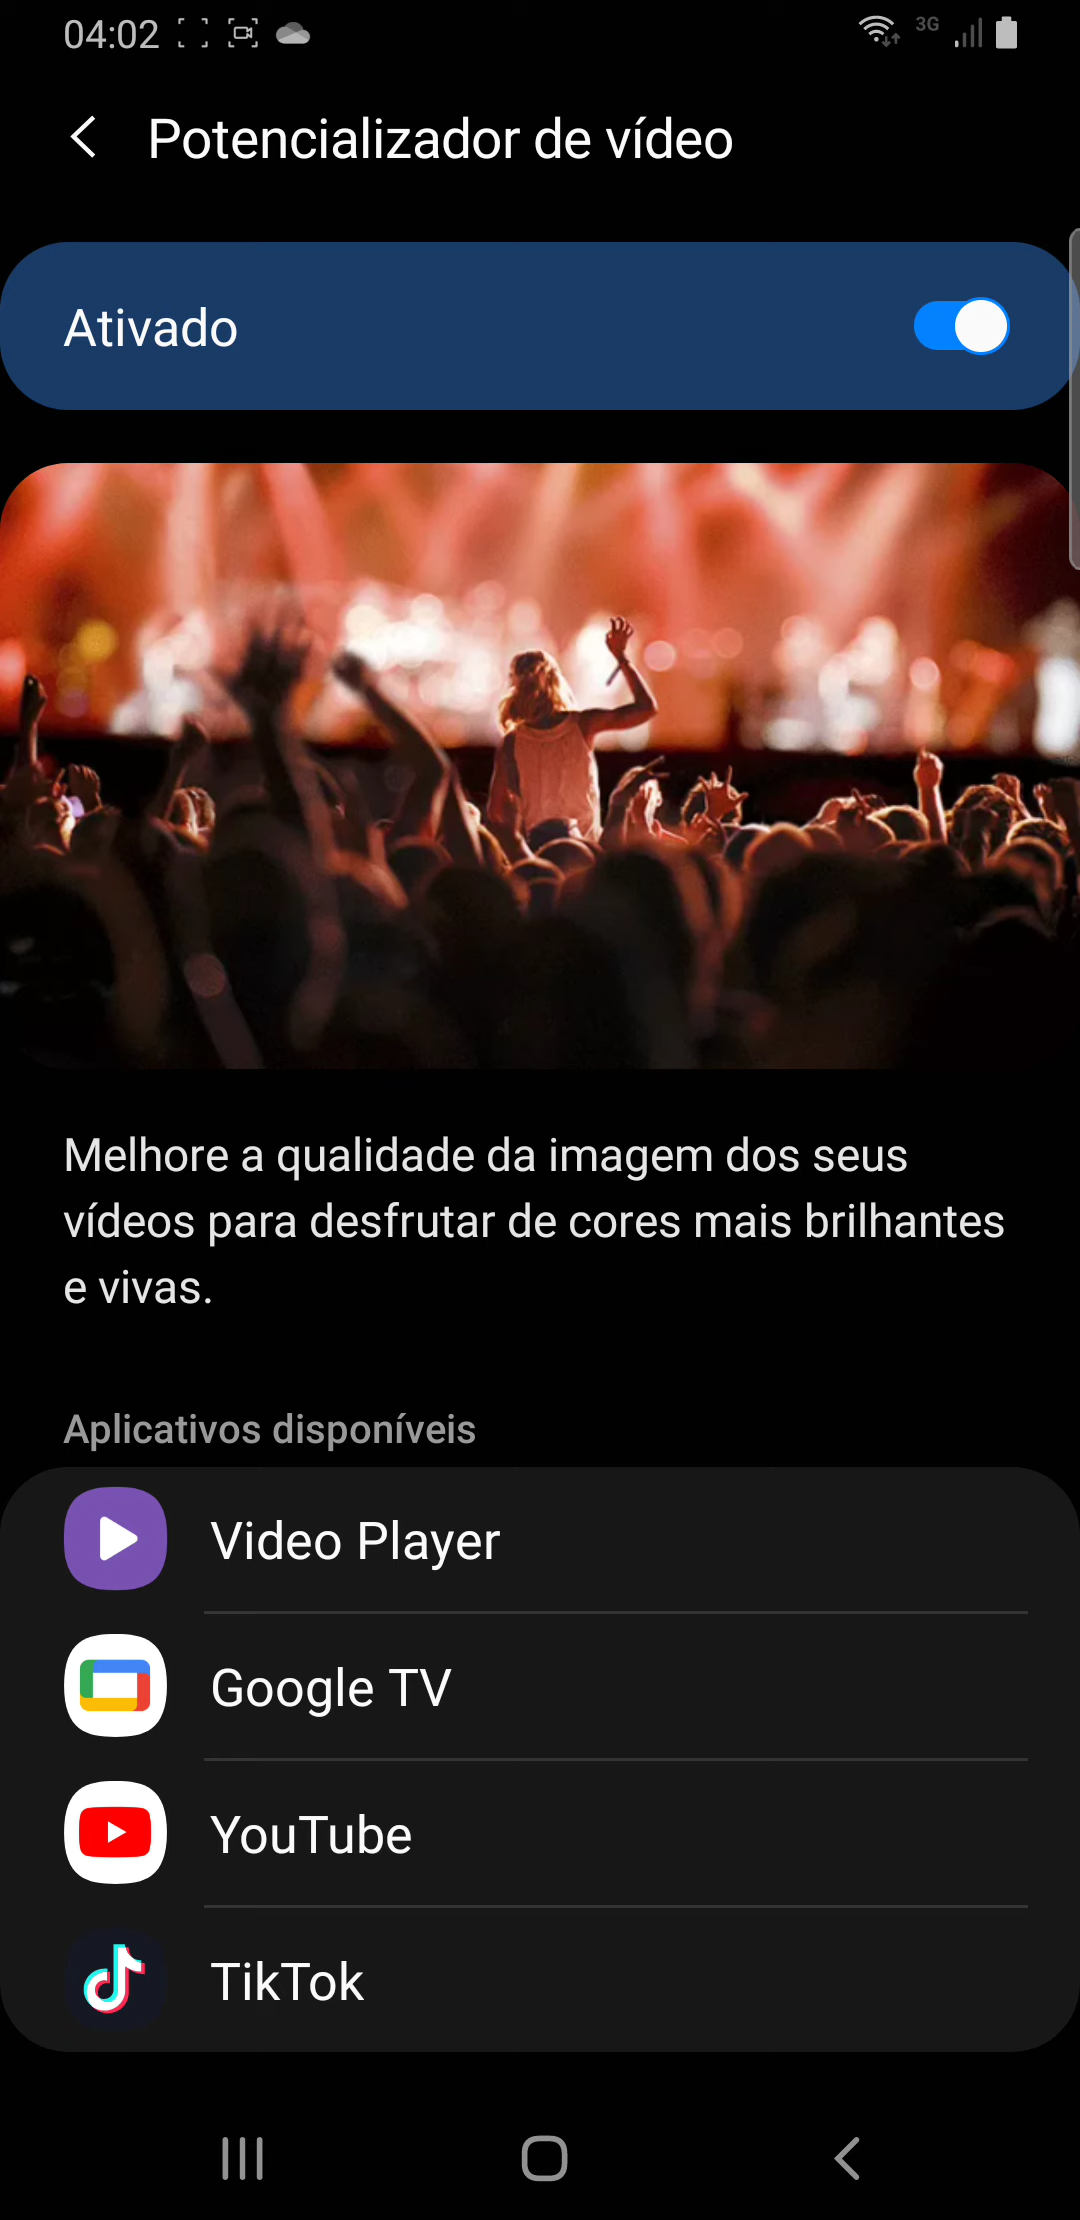 04:02
3G
Potencializador de vídeo
Ativado
Melhore a qualidade da imagem dos seus
vídeos para desfrutar de cores mais brilhantes
e vivas.
Aplicativos disponíveis
Video Player
Google TV
YouTube
TikTok